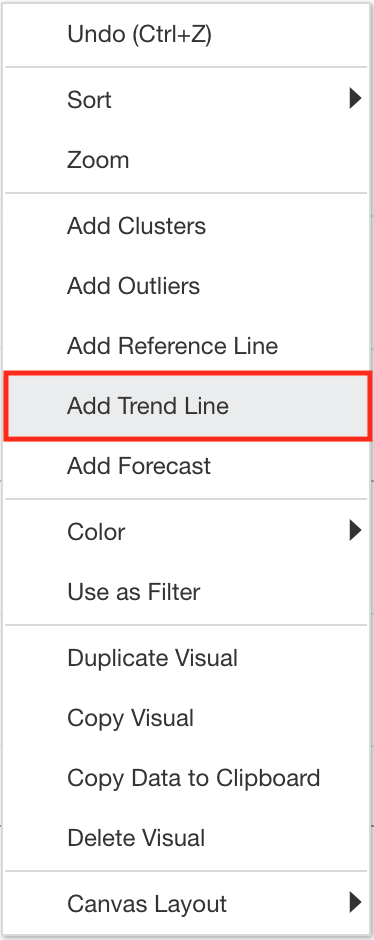 Undo (Ctrl+Z)
Sort
Zoom
Add Clusters
Add Outliers
Add Reference Line
Add Trend Line
Add Forecast
Color
Use as Filter
Duplicate Visual
Copy Visual
Copy Data to Clipboard
Delete Visual
Canvas Layout